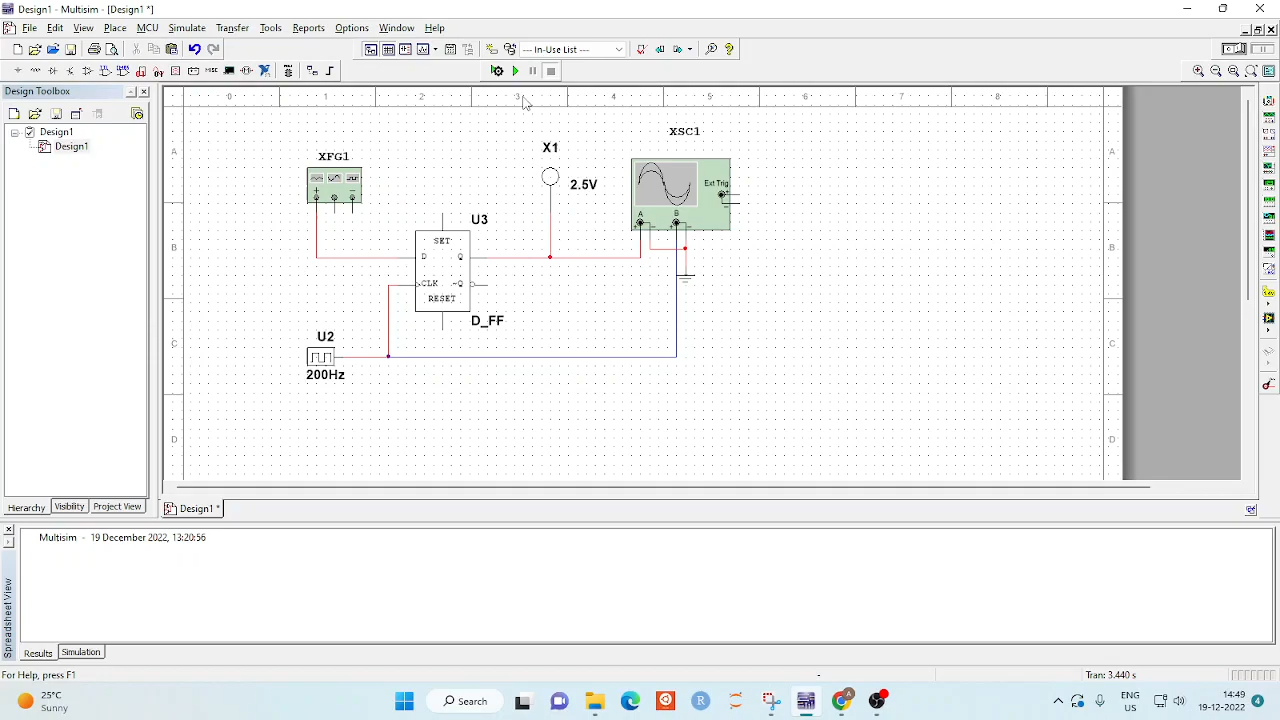 Design1 - Multisim - [Design1 *]
File Edit View Place MCU Simulate Transfer Tools Reports Options Window Help
--- In-Use List ---
Design Toolbox
Design1
Design1
Hierarchy Visibility Project View
0 1 2 3 4 5 6 7 8
A A
B B
C C
D D
XFG1
X1
2.5V
XSC1
Ext Trig
A B
U3
SET
D Q
CLK ~Q
RESET
D_FF
U2
200Hz
Design1 *
Multisim - 19 December 2022, 13:20:56
Spreadsheet View
Results Simulation
For Help, press F1
Tran: 3.440 s
25°C
Sunny
Search
ENG
US
14:49
19-12-2022
4